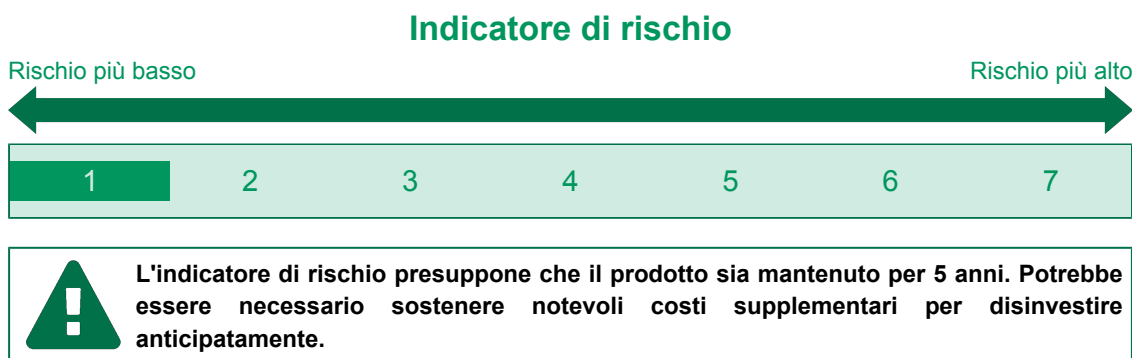 Indicatore di rischio
Rischio più basso
Rischio più alto
1 2 3 4 5 6 7
L'indicatore di rischio presuppone che il prodotto sia mantenuto per 5 anni. Potrebbe
essere necessario sostenere notevoli costi supplementari per disinvestire
anticipatamente.